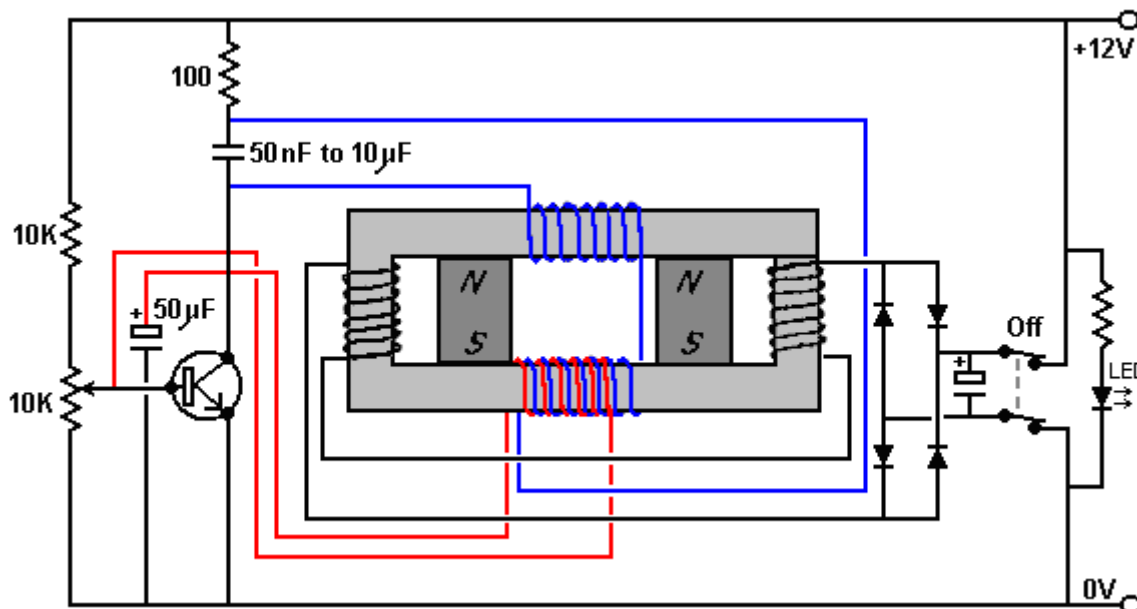 +12V
100
50nF to 10µF
10K
N N
50µF
+
S S
Off
+
LED
10K
0V